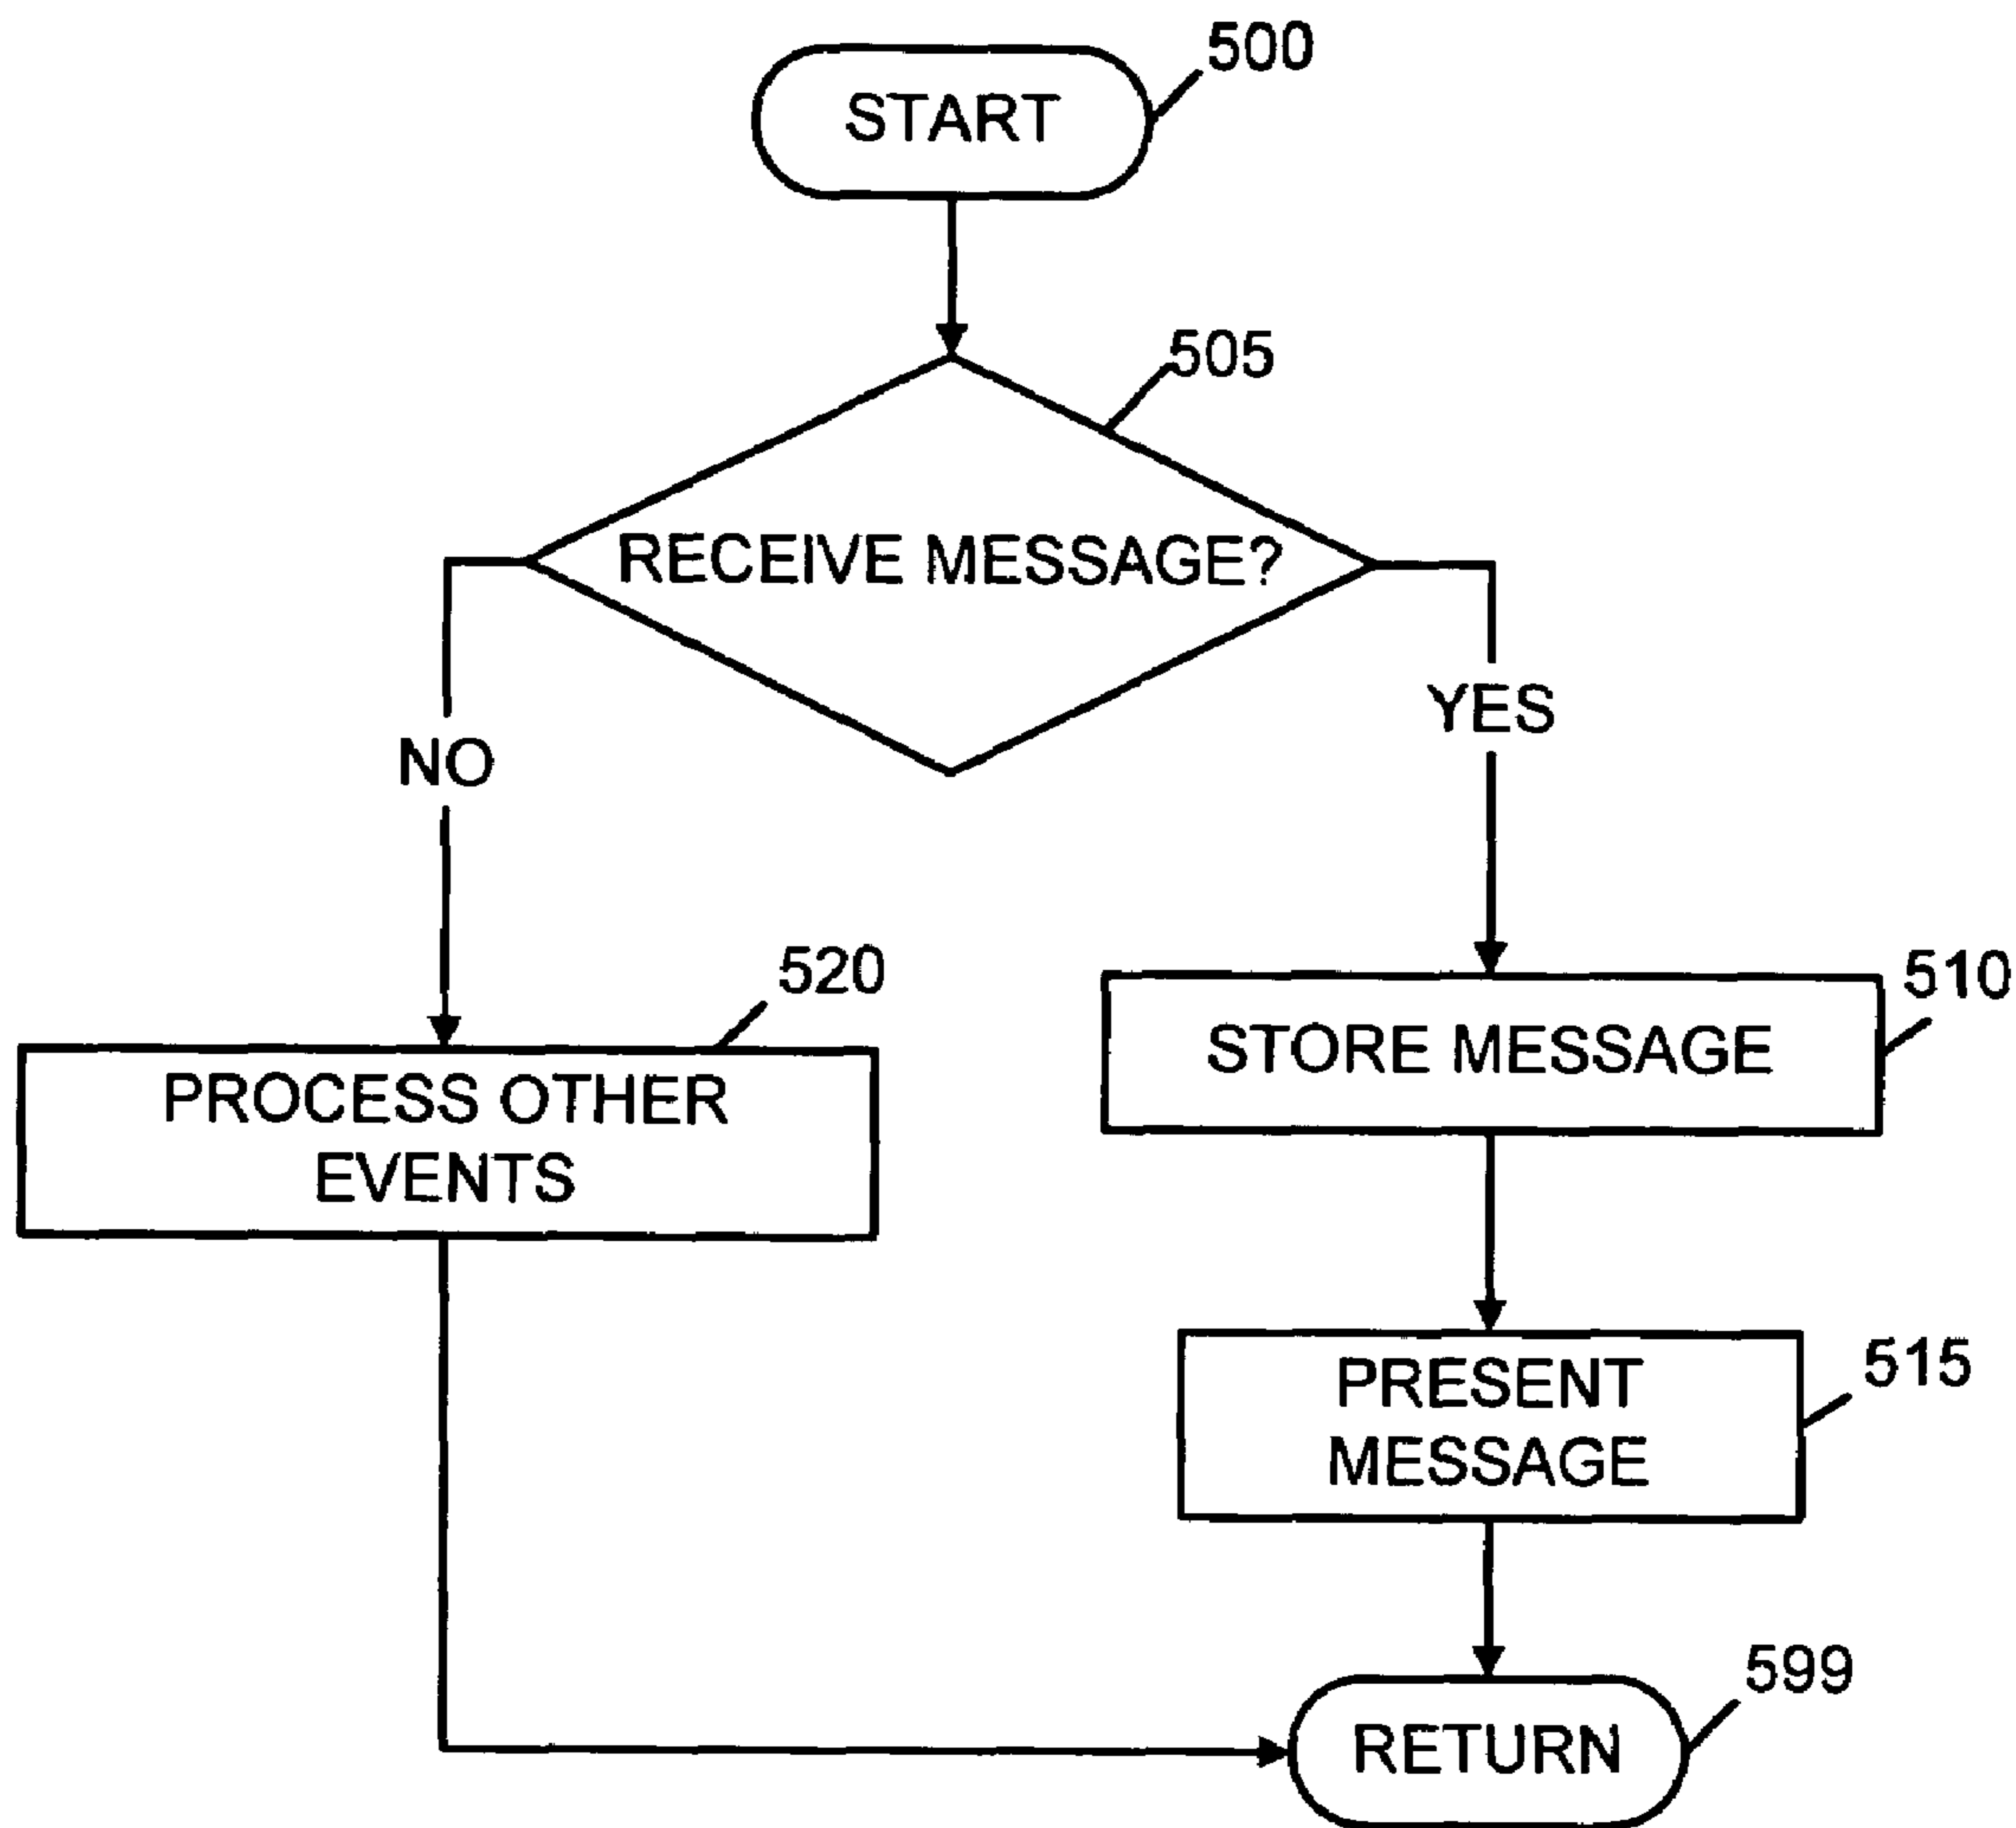 500
START
505
RECEIVE MESSAGE?
YES
NO
520
510
PROCESS OTHER
EVENTS
STORE MESSAGE
515
PRESENT
MESSAGE
599
RETURN